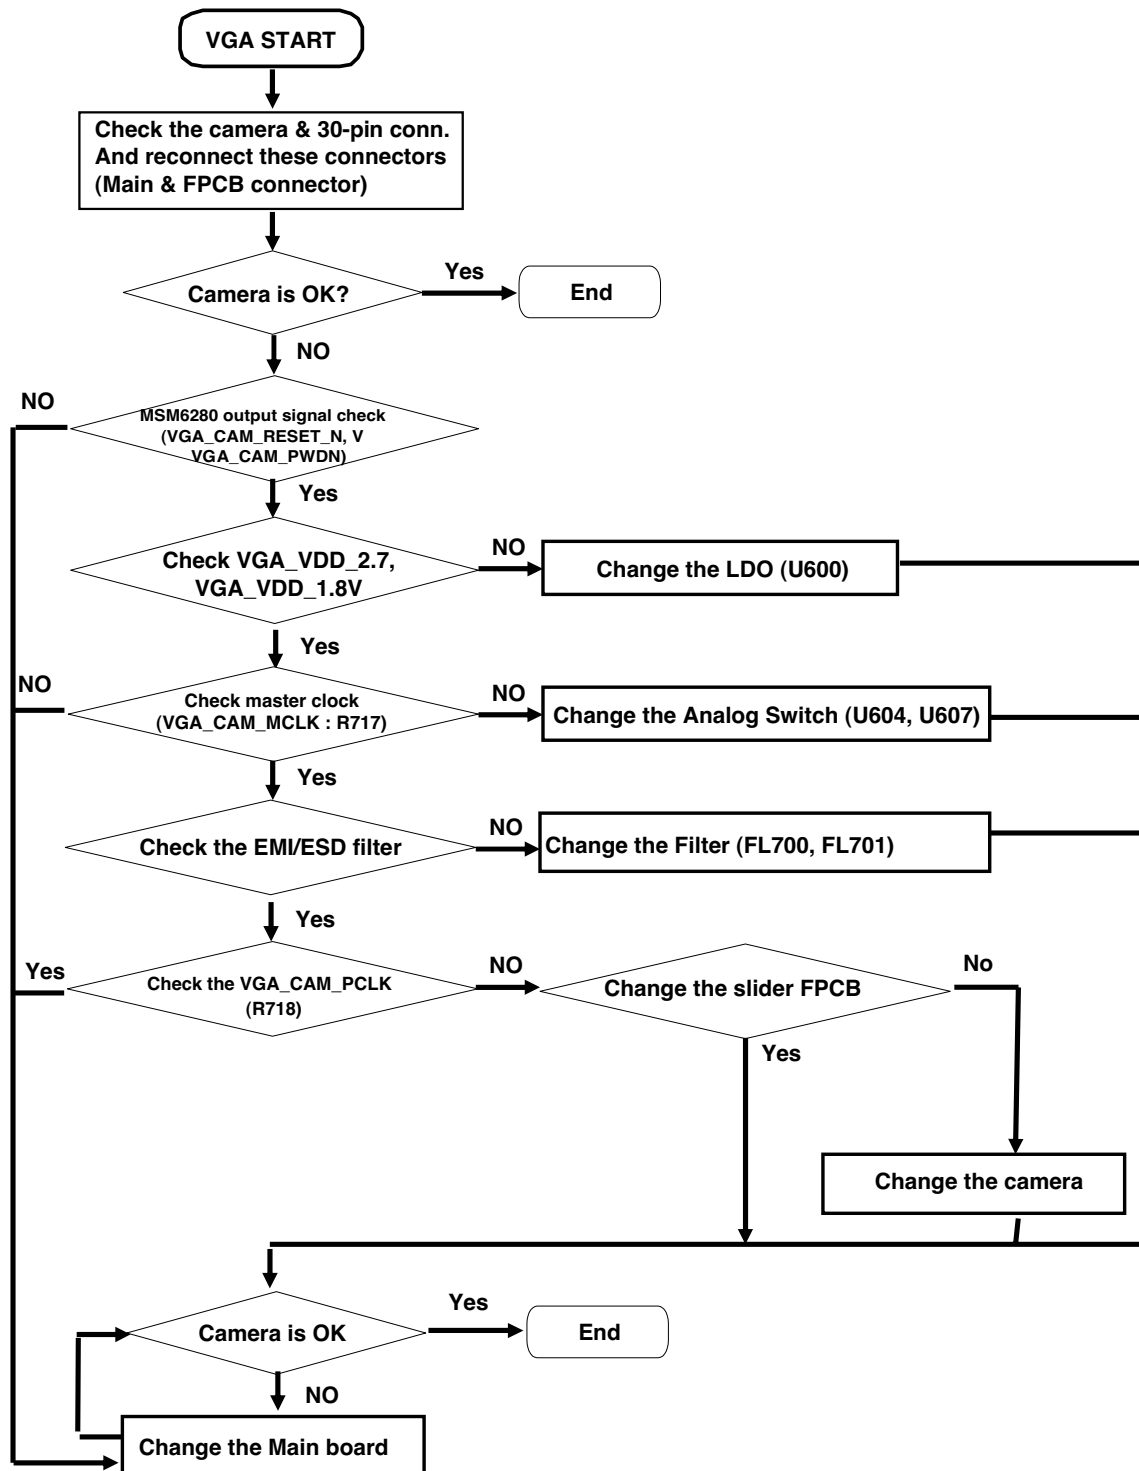 VGA START
Check the camera & 30-pin conn.
And reconnect these connectors
(Main & FPCB connector)
Camera is OK?
Yes
End
NO
NO
MSM6280 output signal check
(VGA_CAM_RESET_N, V
VGA_CAM_PWDN)
Yes
Check VGA_VDD_2.7,
VGA_VDD_1.8V
NO
Change the LDO (U600)
Yes
NO
Check master clock
(VGA_CAM_MCLK : R717)
NO
Change the Analog Switch (U604, U607)
Yes
Check the EMI/ESD filter
NO
Change the Filter (FL700, FL701)
Yes
Yes
Check the VGA_CAM_PCLK
(R718)
NO
Change the slider FPCB
No
Yes
Change the camera
Camera is OK
Yes
End
NO
Change the Main board